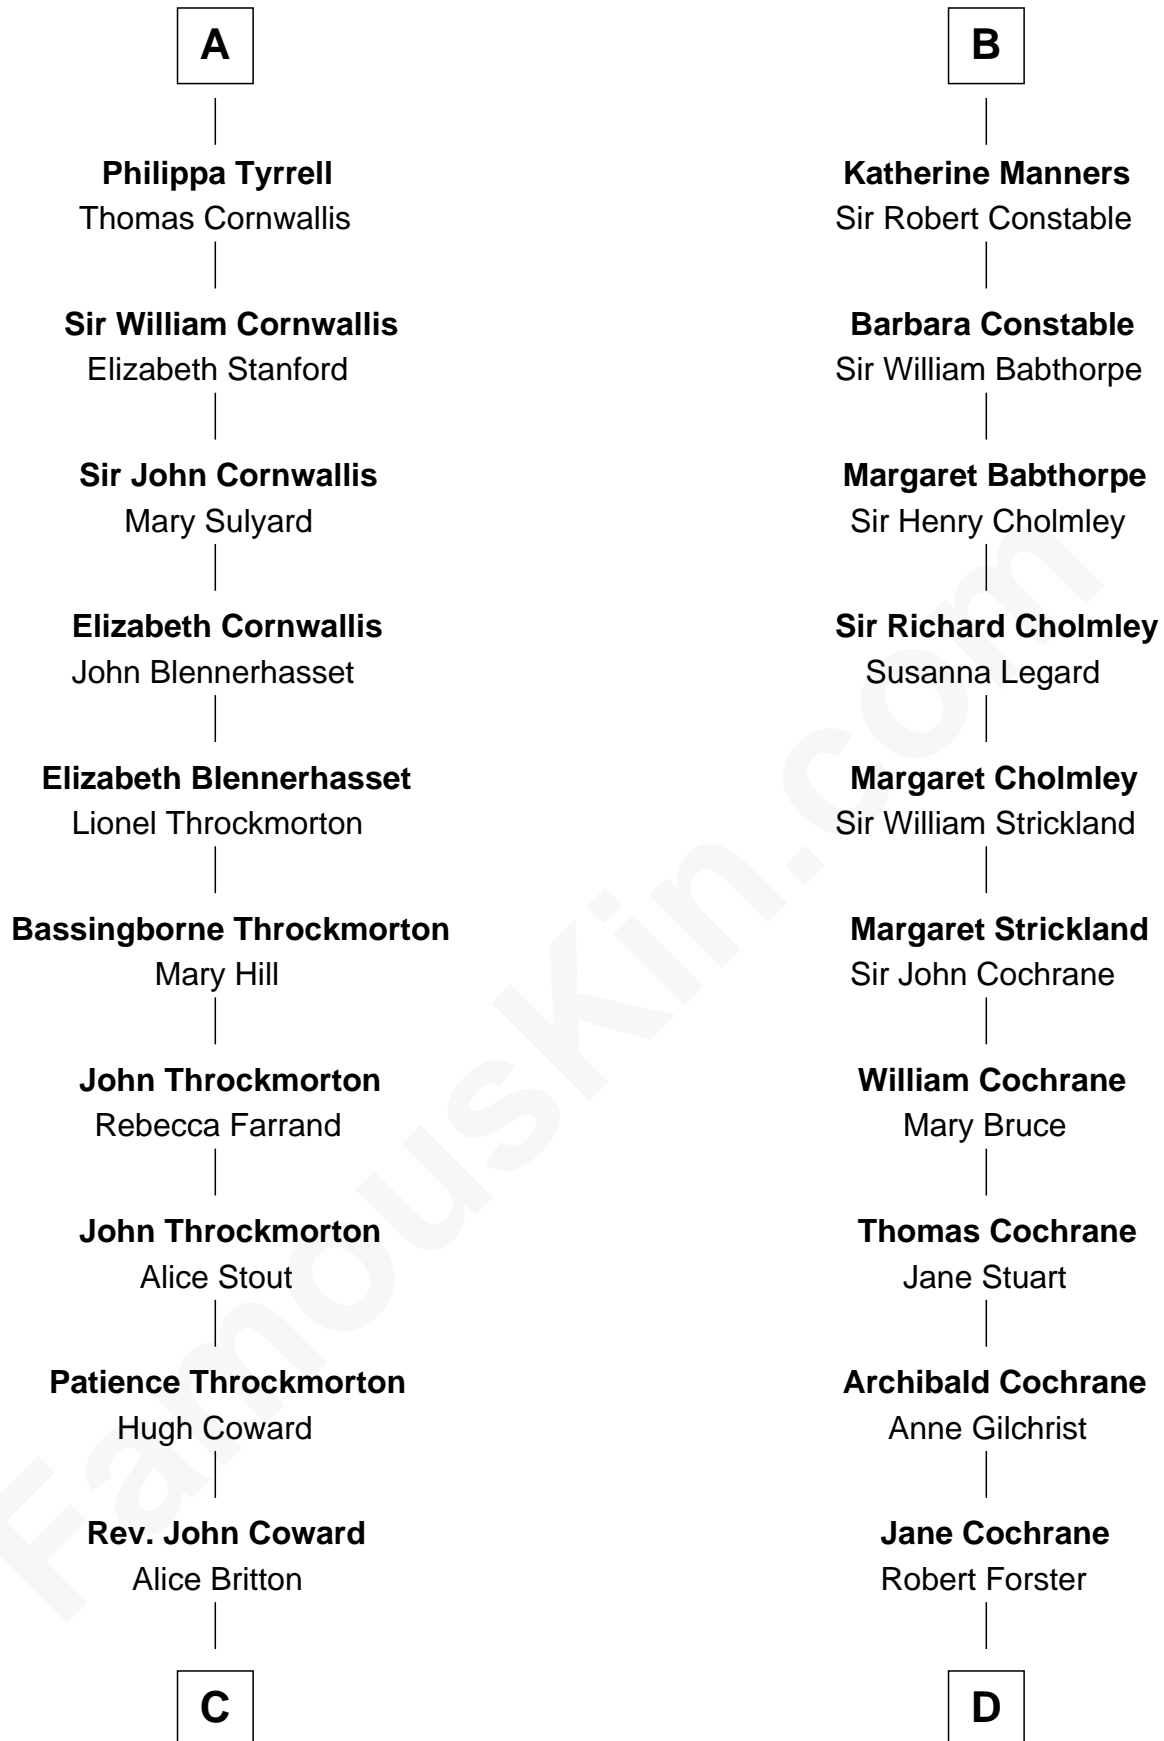 A
Philippa Tyrrell
Thomas Cornwallis
Sir William Cornwallis
Elizabeth Stanford
Sir John Cornwallis
Mary Sulyard
Elizabeth Cornwallis
John Blennerhasset
Elizabeth Blennerhasset
Lionel Throckmorton
Bassingborne Throckmorton
Mary Hill
John Throckmorton
Rebecca Farrand
John Throckmorton
Alice Stout
Patience Throckmorton
Hugh Coward
Rev. John Coward
Alice Britton
C
B
Katherine Manners
Sir Robert Constable
Barbara Constable
Sir William Babthorpe
Margaret Babthorpe
Sir Henry Cholmley
Sir Richard Cholmley
Susanna Legard
Margaret Cholmley
Sir William Strickland
Margaret Strickland
Sir John Cochrane
William Cochrane
Mary Bruce
Thomas Cochrane
Jane Stuart
Archibald Cochrane
Anne Gilchrist
Jane Cochrane
Robert Forster
D
FamousKin.com